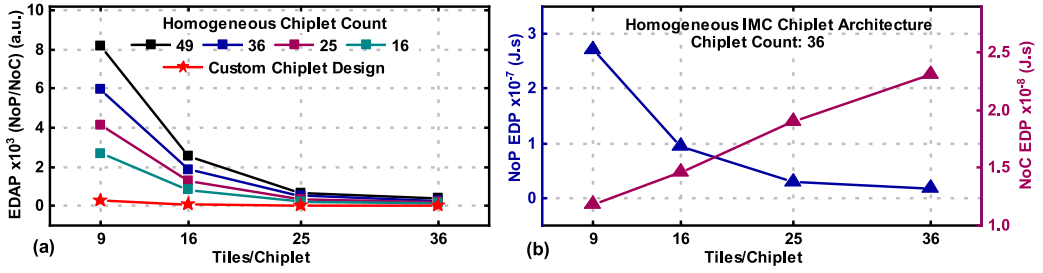 EDAP x10³ (NoP/NoC) (a.u.)
10
8
6
4
2
0
Homogeneous Chiplet Count
49 36 25 16
Custom Chiplet Design
9 16 25 36
Tiles/Chiplet
(a)
NoP EDP x10⁻⁷ (J.s)
3
2
1
0
Homogeneous IMC Chiplet Architecture
Chiplet Count: 36
2.5
2.0
1.5
1.0
NoC EDP x10⁻⁸ (J.s)
9 16 25 36
Tiles/Chiplet
(b)